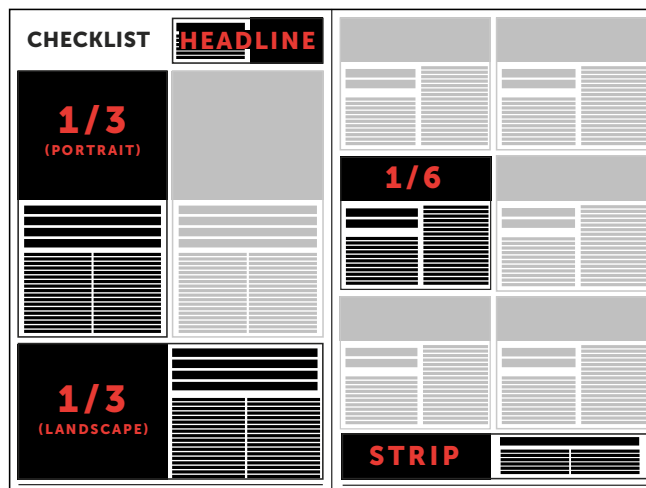 CHECKLIST
HEADLINE
1/3
(PORTRAIT)
1/3
(LANDSCAPE)
1/6
STRIP